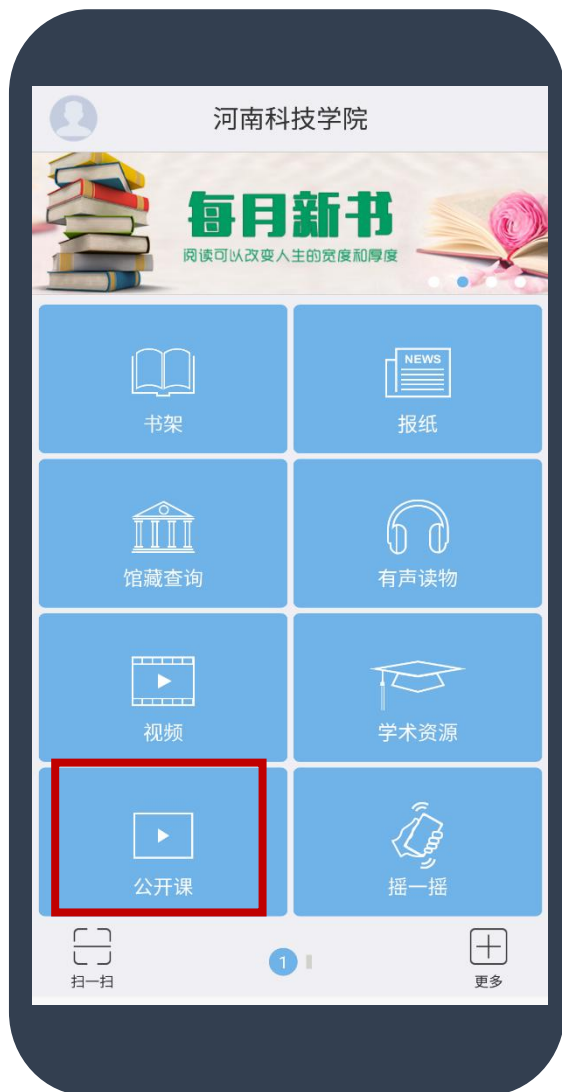 河南科技学院
每月新书
阅读可以改变人生的宽度和厚度
书架
NEWS
报纸
馆藏查询
有声读物
视频
学术资源
公开课
摇一摇
扫一扫
1
更多